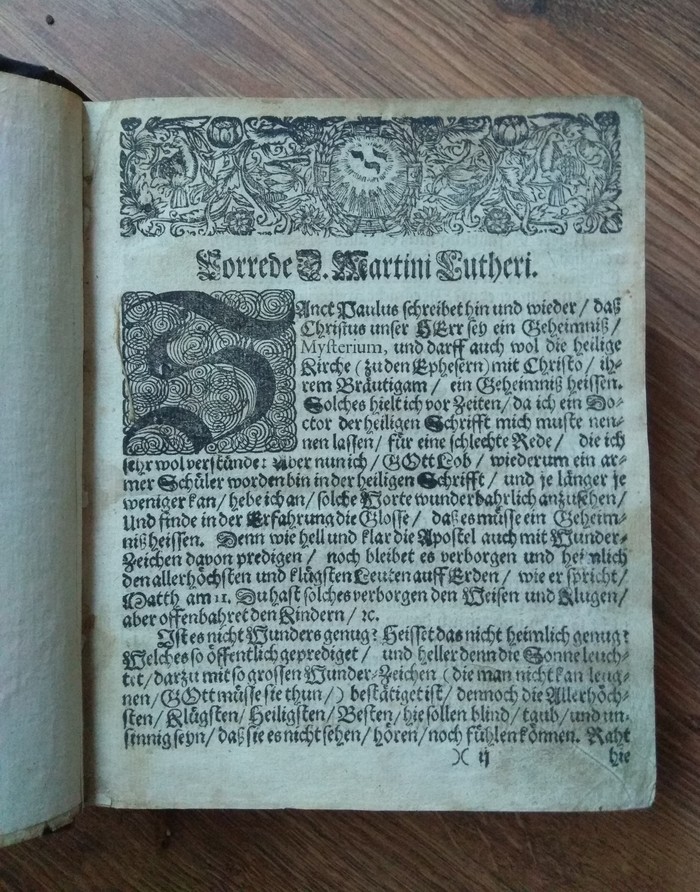 Vorrede D. Martini Lutheri.
SAnct Paulus schreibet hin und wieder / daß
Christus unser HErr sey ein Geheimniß /
Mysterium, und darff auch wol die heilige
Kirche (zu den Ephesern) mit Christo / ih-
rem Bräutigam / ein Geheimniß heissen.
Solches hielt ich vor Zeiten / da ich ein Do-
ctor der heiligen Schrifft mich muste nen-
nen lassen / für eine schlechte Rede / die ich
sehr wol verstünde: Aber nun ich / GOtt Lob / wiederum ein ar-
mer Schüler worden bin in der heiligen Schrifft / und je länger je
weniger kan / hebe ich an / solche Worte wunderbahrlich anzusehen /
Und finde in der Erfahrung die Glosse / daß es müsse ein Geheim-
niß heissen. Denn wie hell und klar die Apostel auch mit Wunder-
Zeichen davon predigen / noch bleibet es verborgen und heimlich
den allerhöchsten und klügsten Leuten auff Erden / wie er spricht /
Matth am 11. Du hast solches verborgen den Weisen und Klugen /
aber offenbahret den Kindern / ꝛc.
Ist es nicht Wunders genug? Heisset das nicht heimlich genug?
Welches so öffentlich geprediget / und heller denn die Sonne leuch-
tet / darzu mit so grossen Wunder-Zeichen (die man nicht kan leug-
nen / GOtt müsse sie thun /) bestätiget ist / dennoch die Allerhöch-
sten / Klügsten / Heiligsten / Besten / hie sollen blind / taub / und un-
sinnig seyn / daß sie es nicht sehen / hören / noch fühlen können. Raht
)( ij hie